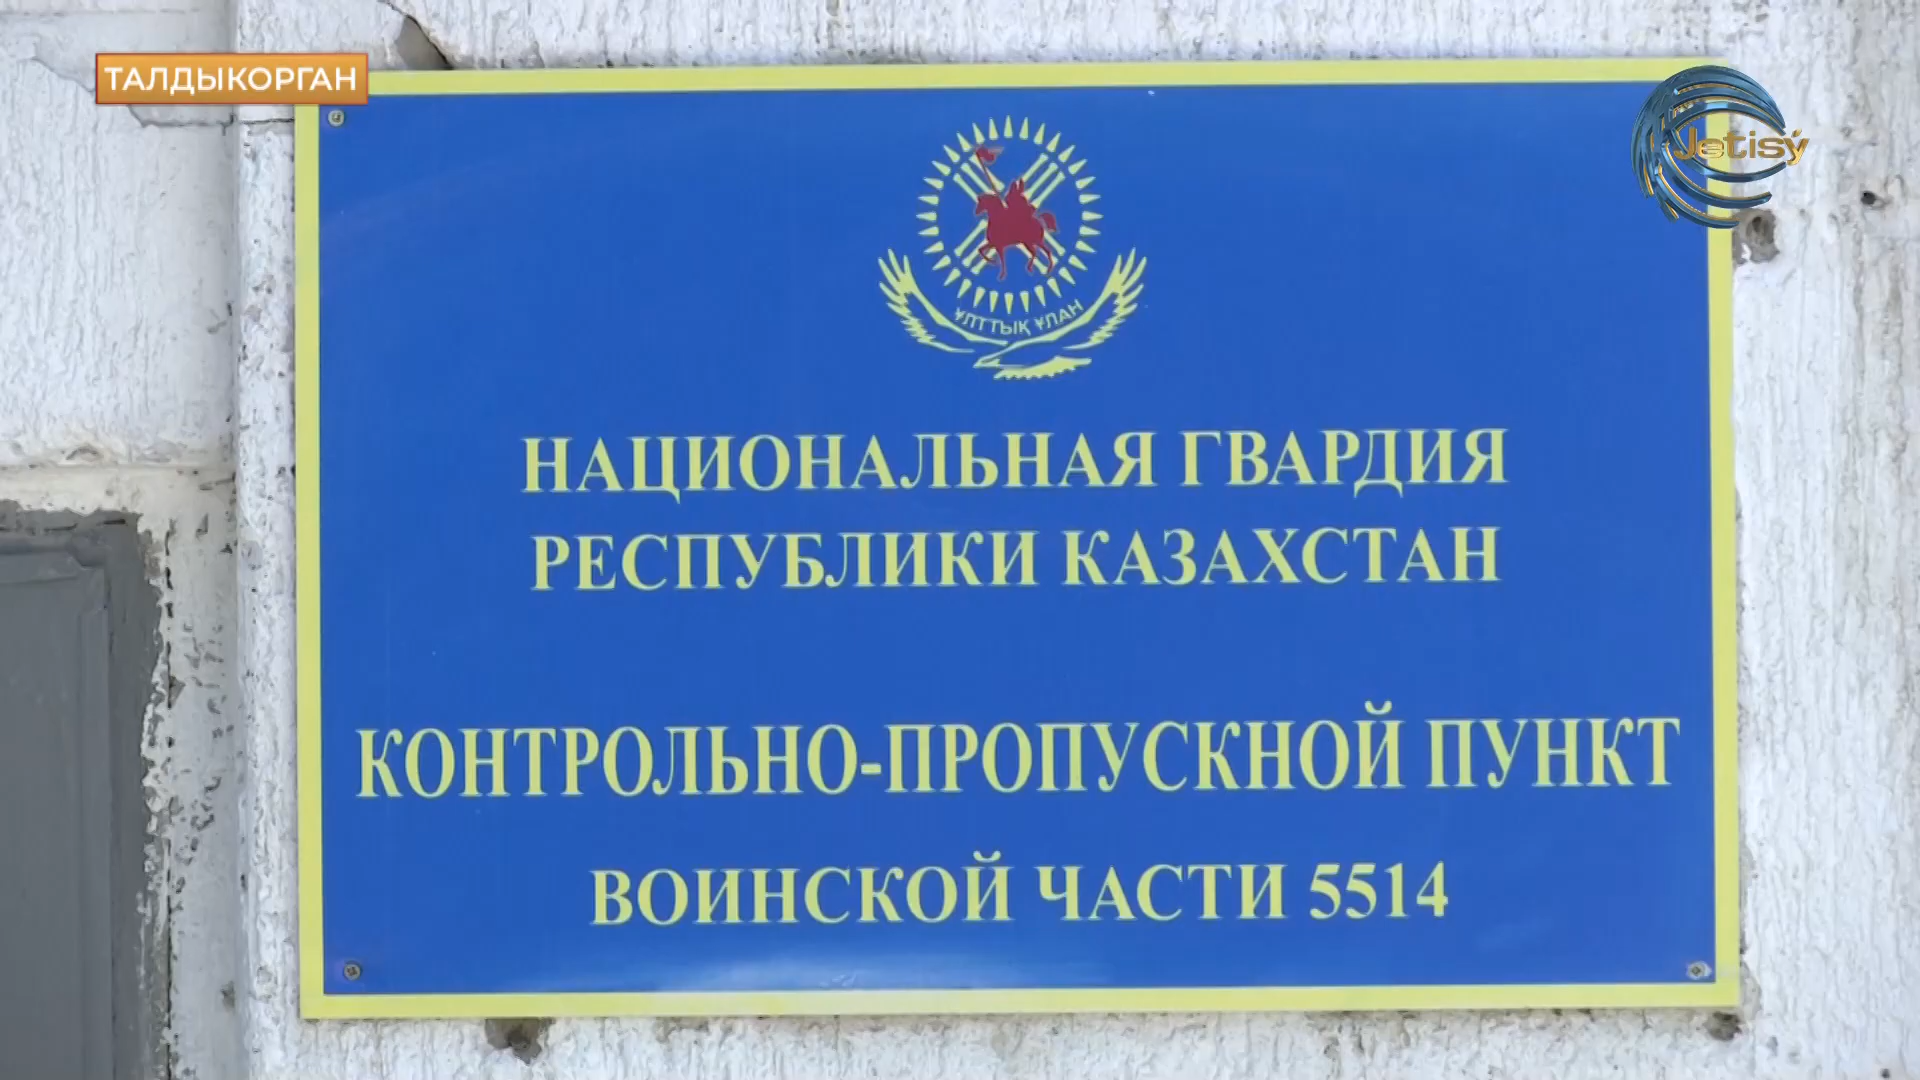 ТАЛДЫКОРГАН
Jetisý
ҰЛТТЫҚ ҰЛАН
НАЦИОНАЛЬНАЯ ГВАРДИЯ
РЕСПУБЛИКИ КАЗАХСТАН
КОНТРОЛЬНО-ПРОПУСКНОЙ ПУНКТ
ВОИНСКОЙ ЧАСТИ 5514